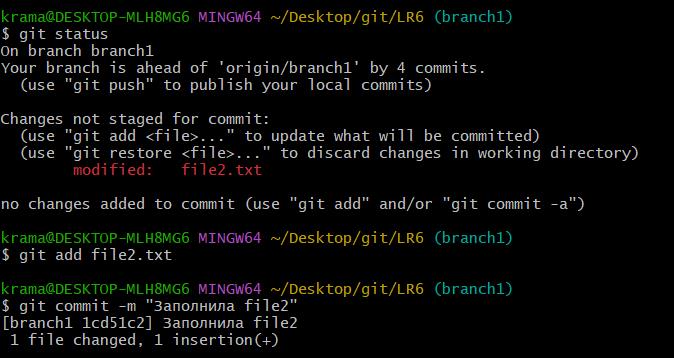 krama@DESKTOP-MLH8MG6 MINGW64 ~/Desktop/git/LR6 (branch1)
$ git status
On branch branch1
Your branch is ahead of 'origin/branch1' by 4 commits.
  (use "git push" to publish your local commits)

Changes not staged for commit:
  (use "git add <file>..." to update what will be committed)
  (use "git restore <file>..." to discard changes in working directory)
        modified:   file2.txt

no changes added to commit (use "git add" and/or "git commit -a")

krama@DESKTOP-MLH8MG6 MINGW64 ~/Desktop/git/LR6 (branch1)
$ git add file2.txt

krama@DESKTOP-MLH8MG6 MINGW64 ~/Desktop/git/LR6 (branch1)
$ git commit -m "Заполнила file2"
[branch1 1cd51c2] Заполнила file2
 1 file changed, 1 insertion(+)